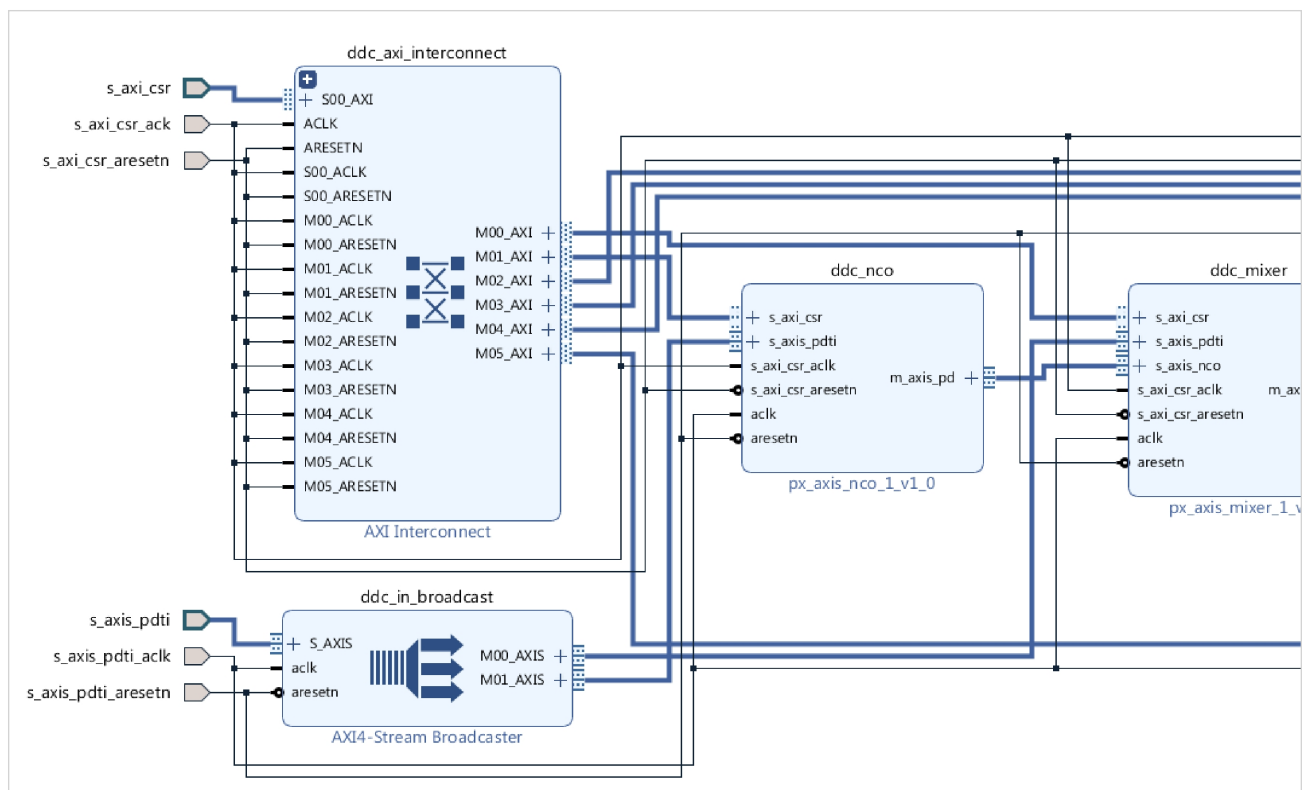 ddc_axi_interconnect
s_axi_csr
s_axi_csr_ack
s_axi_csr_aresetn
S00_AXI
ACLK
ARESETN
S00_ACLK
S00_ARESETN
M00_ACLK
M00_ARESETN
M01_ACLK
M01_ARESETN
M02_ACLK
M02_ARESETN
M03_ACLK
M03_ARESETN
M04_ACLK
M04_ARESETN
M05_ACLK
M05_ARESETN
M00_AXI
M01_AXI
M02_AXI
M03_AXI
M04_AXI
M05_AXI
AXI Interconnect
ddc_nco
s_axi_csr
s_axis_pdti
s_axi_csr_aclk
s_axi_csr_aresetn
aclk
aresetn
m_axis_pd
px_axis_nco_1_v1_0
ddc_mixer
s_axi_csr
s_axis_pdti
s_axis_nco
s_axi_csr_aclk
s_axi_csr_aresetn
aclk
aresetn
m_ax
px_axis_mixer_1_v
ddc_in_broadcast
s_axis_pdti
s_axis_pdti_aclk
s_axis_pdti_aresetn
S_AXIS
aclk
aresetn
M00_AXIS
M01_AXIS
AXI4-Stream Broadcaster